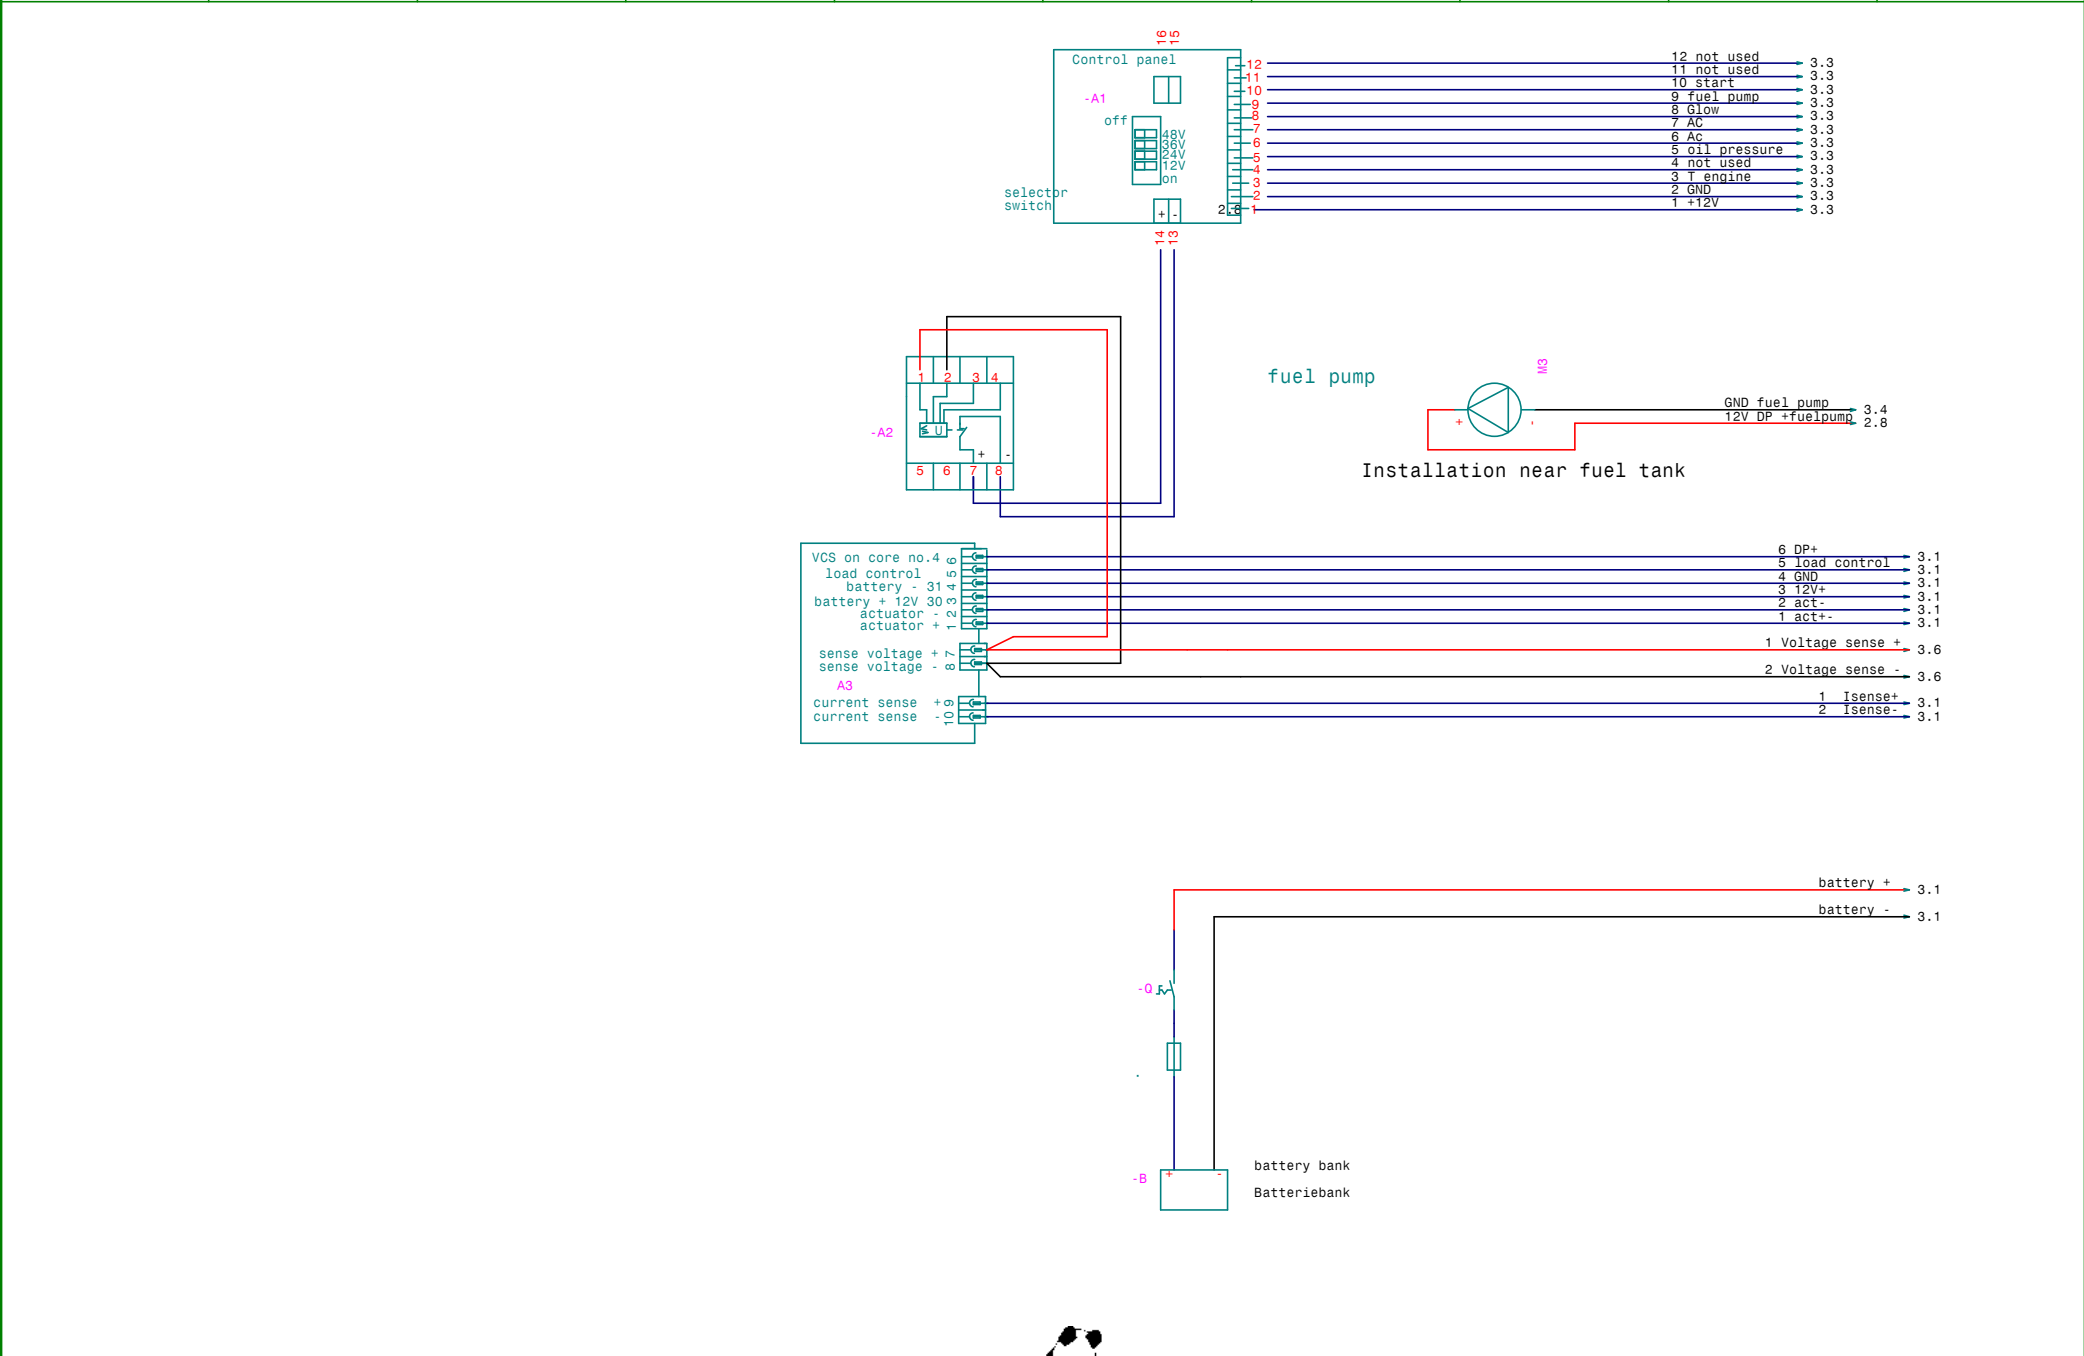 16
15
Control panel
-A1
off
48V
36V
24V
12V
on
selector
switch
+ -
2.8
14
13
12
11
10
9
8
7
6
5
4
3
2
1
12 not used 3.3
11 not used 3.3
10 start 3.3
9 fuel pump 3.3
8 Glow 3.3
7 AC 3.3
6 Ac 3.3
5 oil pressure 3.3
4 not used 3.3
3 T engine 3.3
2 GND 3.3
1 +12V 3.3
1 2 3 4
-A2
U
+ -
5 6 7 8
fuel pump
M3
+ -
GND fuel pump 3.4
12V DP +fuelpump 2.8
Installation near fuel tank
VCS on core no.4 6
load control 5
battery - 31 4
battery + 12V 30 3
actuator - 2
actuator + 1
sense voltage + 7
sense voltage - 8
A3
current sense + 9
current sense - 10
6 DP+ 3.1
5 load control 3.1
4 GND 3.1
3 12V+ 3.1
2 act- 3.1
1 act+- 3.1
1 Voltage sense + 3.6
2 Voltage sense - 3.6
1 Isense+ 3.1
2 Isense- 3.1
battery + 3.1
battery - 3.1
-Q
-B
+ -
battery bank
Batteriebank